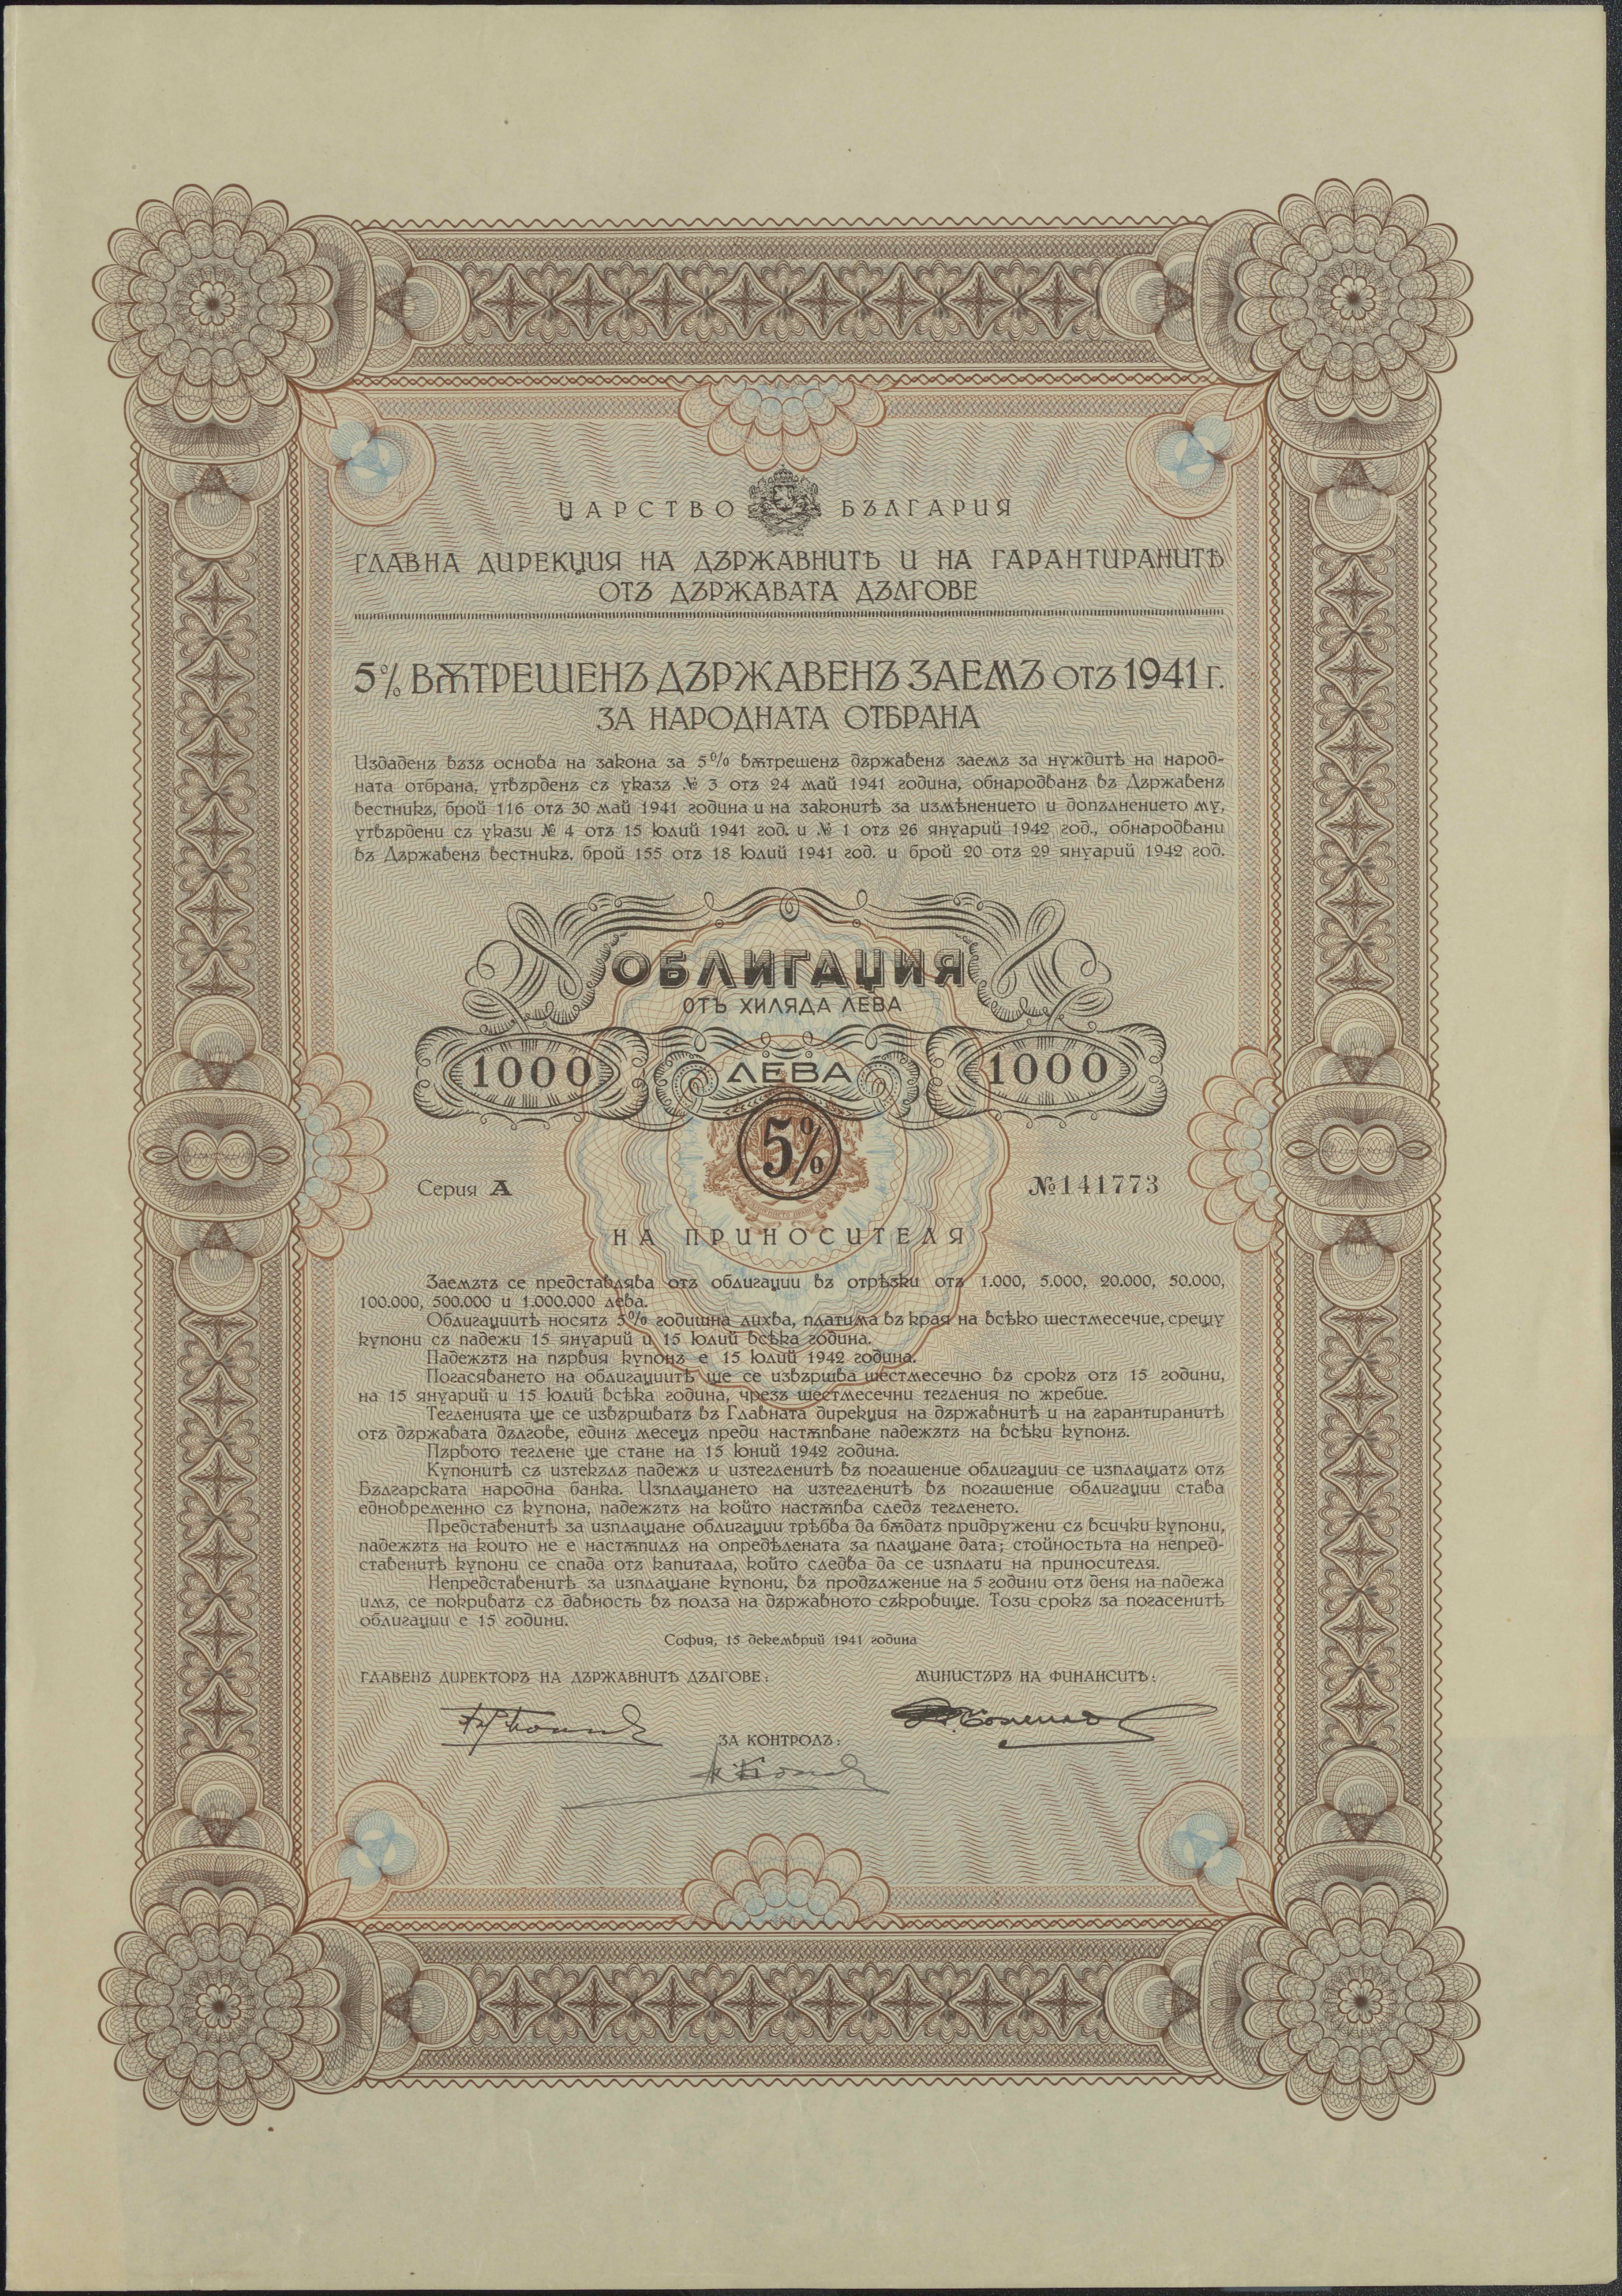 ЦАРСТВО БЪЛГАРИЯ
ГЛАВНА ДИРЕКЦИЯ НА ДЪРЖАВНИТѢ И НА ГАРАНТИРАНИТѢ
ОТЪ ДЪРЖАВАТА ДЪЛГОВЕ
5% ВѪТРЕШЕНЪ ДЪРЖАВЕНЪ ЗАЕМЪ ОТЪ 1941 Г.
ЗА НАРОДНАТА ОТБРАНА
Издаденъ възъ основа на закона за 5% вѫтрешенъ държавенъ заемъ за нуждитѣ на народ-
ната отбрана, утвърденъ съ указъ № 3 отъ 24 май 1941 година, обнародванъ въ Държавенъ
вестникъ, брой 116 отъ 30 май 1941 година и на законитѣ за измѣнението и допълнението му,
утвърдени съ укази № 4 отъ 15 юлий 1941 год. и № 1 отъ 26 януарий 1942 год., обнародвани
въ Държавенъ вестникъ, брой 155 отъ 18 юлий 1941 год. и брой 20 отъ 29 януарий 1942 год.
ОБЛИГАЦИЯ
ОТЪ ХИЛЯДА ЛЕВА
1000 ЛЕВА 1000
5%
Серия А №141773
НА ПРИНОСИТЕЛЯ
Заемътъ се представлява отъ облигации въ отрѣзки отъ 1.000, 5.000, 20.000, 50.000,
100.000, 500.000 и 1.000.000 лева.
Облигациитѣ носятъ 5% годишна лихва, платима въ края на всѣко шестмесечие, срещу
купони съ падежи 15 януарий и 15 юлий всѣка година.
Падежътъ на първия купонъ е 15 юлий 1942 година.
Погасяването на облигациитѣ ще се извършва шестмесечно въ срокъ отъ 15 години,
на 15 януарий и 15 юлий всѣка година, чрезъ шестмесечни тегления по жребие.
Тегленията ще се извършватъ въ Главната дирекция на държавнитѣ и на гарантиранитѣ
отъ държавата дългове, единъ месецъ преди настѫпване падежътъ на всѣки купонъ.
Първото теглене ще стане на 15 юний 1942 година.
Купонитѣ съ изтекълъ падежъ и изтегленитѣ въ погашение облигации се изплащатъ отъ
Българската народна банка. Изплащането на изтегленитѣ въ погашение облигации става
едновременно съ купона, падежътъ на който настѫпва следъ тегленето.
Представенитѣ за изплащане облигации трѣбва да бѫдатъ придружени съ всички купони,
падежътъ на които не е настѫпилъ на опредѣлената за плащане дата; стойностьта на непред-
ставенитѣ купони се спада отъ капитала, който следва да се изплати на приносителя.
Непредставенитѣ за изплащане купони, въ продължение на 5 години отъ деня на падежа
имъ, се покриватъ съ давность въ полза на държавното съкровище. Този срокъ за погасенитѣ
облигации е 15 години.
София, 15 декемврий 1941 година
ГЛАВЕНЪ ДИРЕКТОРЪ НА ДЪРЖАВНИТѢ ДЪЛГОВЕ: МИНИСТЪРЪ НА ФИНАНСИТѢ:
ЗА КОНТРОЛЪ: